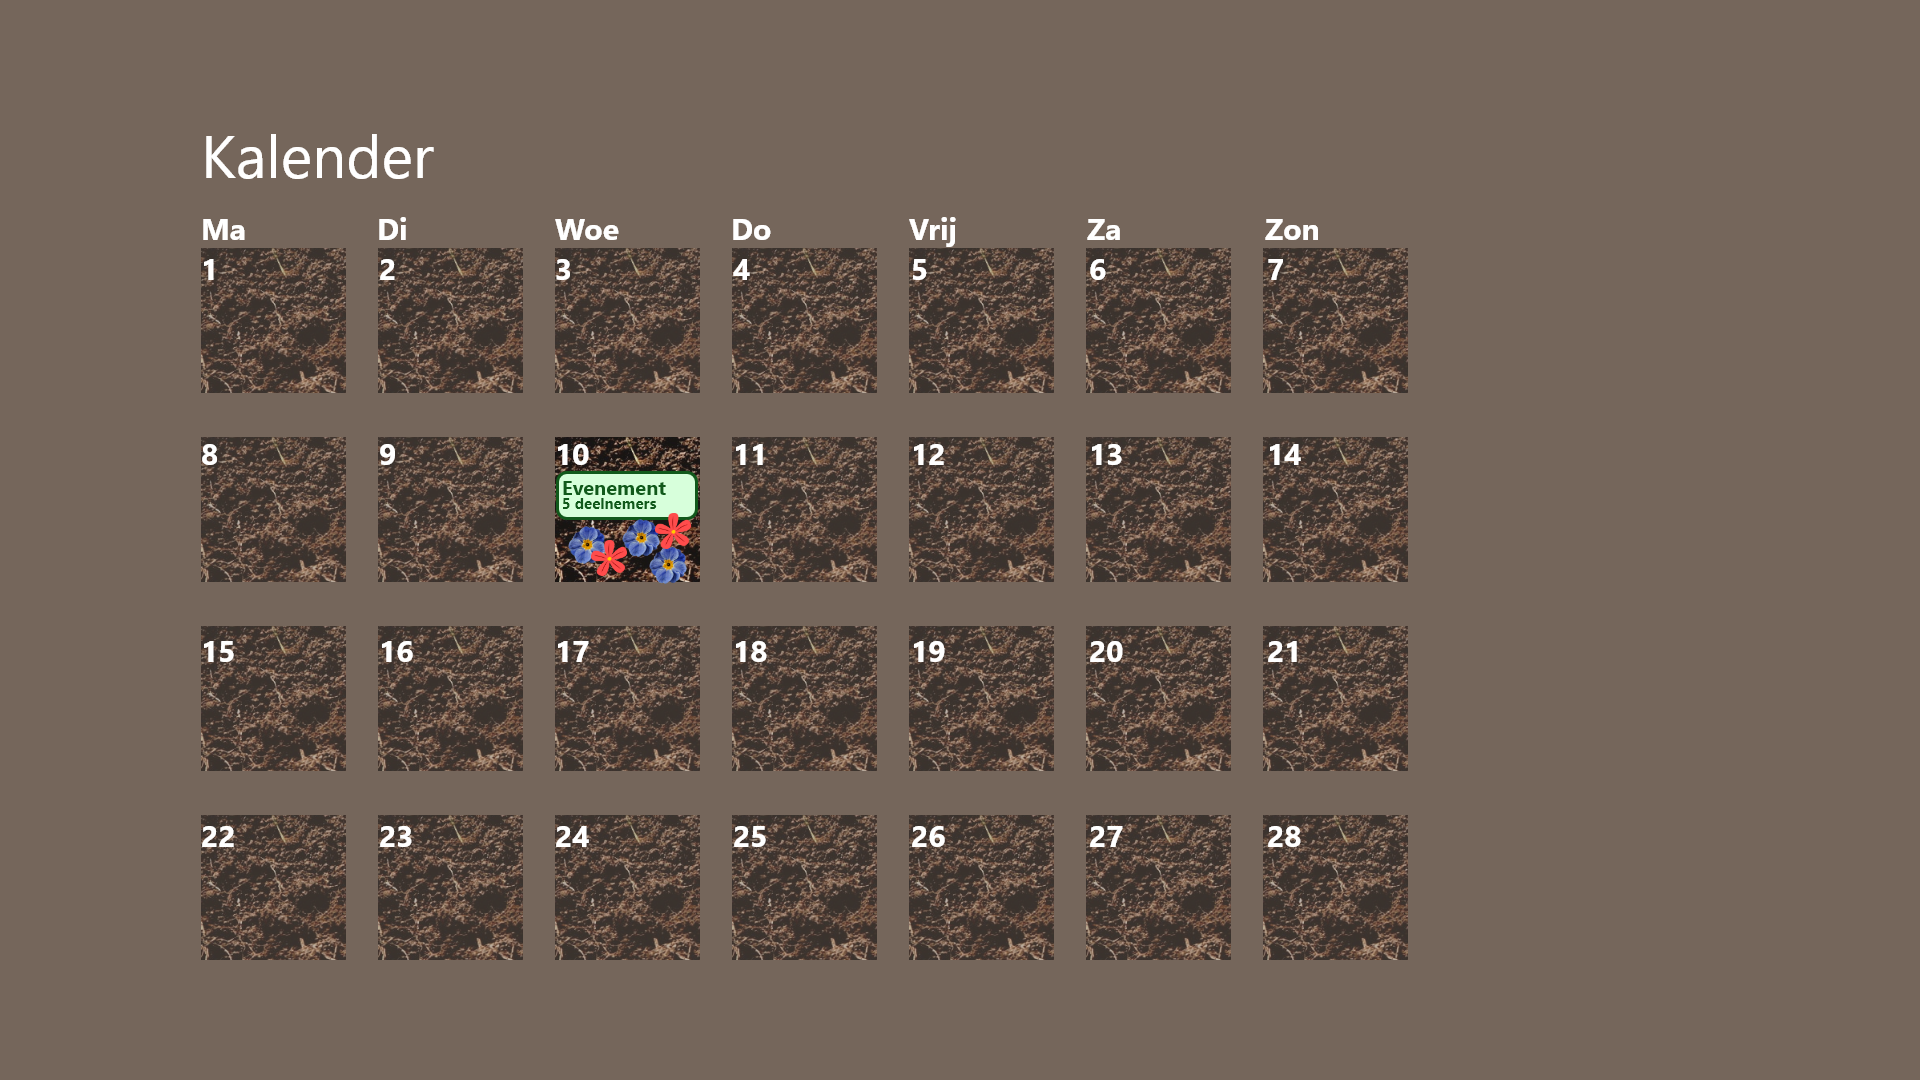 Kalender
Ma Di Woe Do Vrij Za Zon
1 2 3 4 5 6 7
8 9 10 11 12 13 14
Evenement
5 deelnemers
15 16 17 18 19 20 21
22 23 24 25 26 27 28